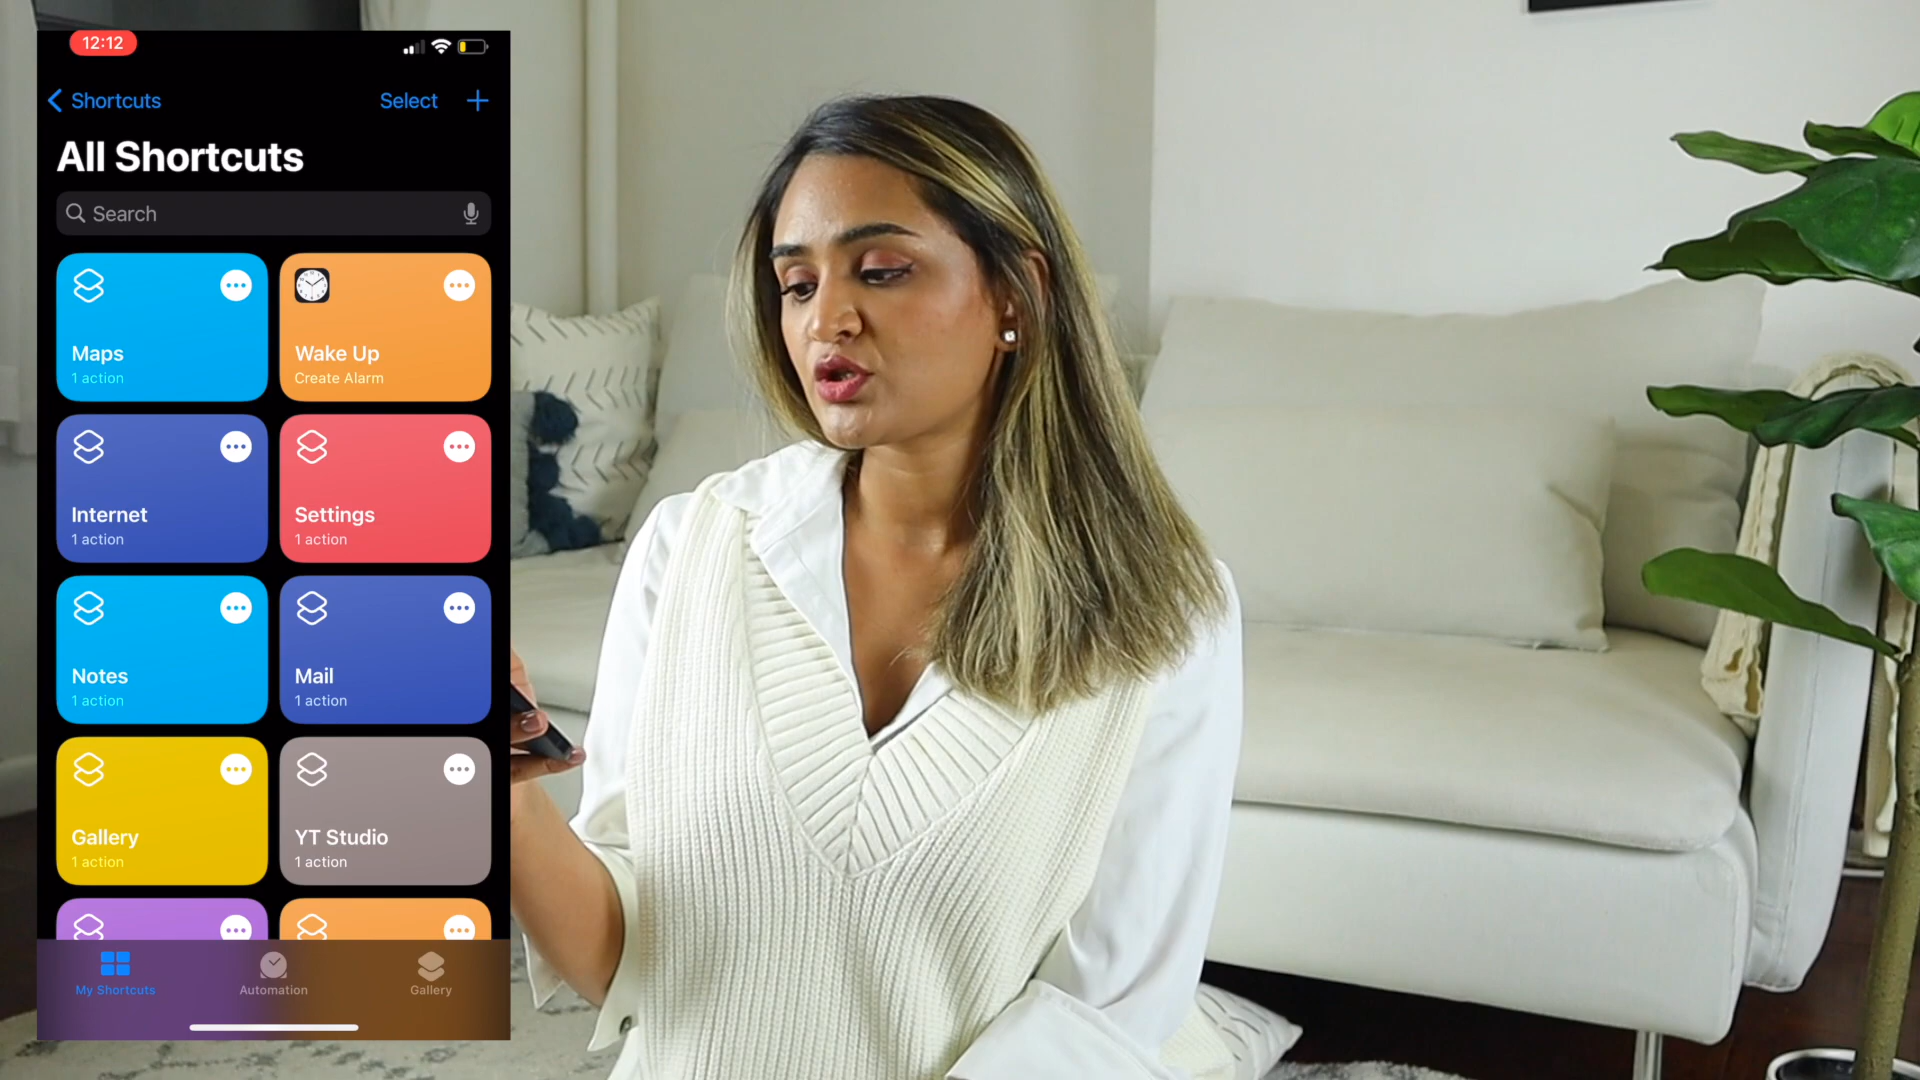 12:12
Shortcuts
Select
All Shortcuts
Search
Maps
1 action
Wake Up
Create Alarm
Internet
1 action
Settings
1 action
Notes
1 action
Mail
1 action
Gallery
1 action
YT Studio
1 action
My Shortcuts
Automation
Gallery